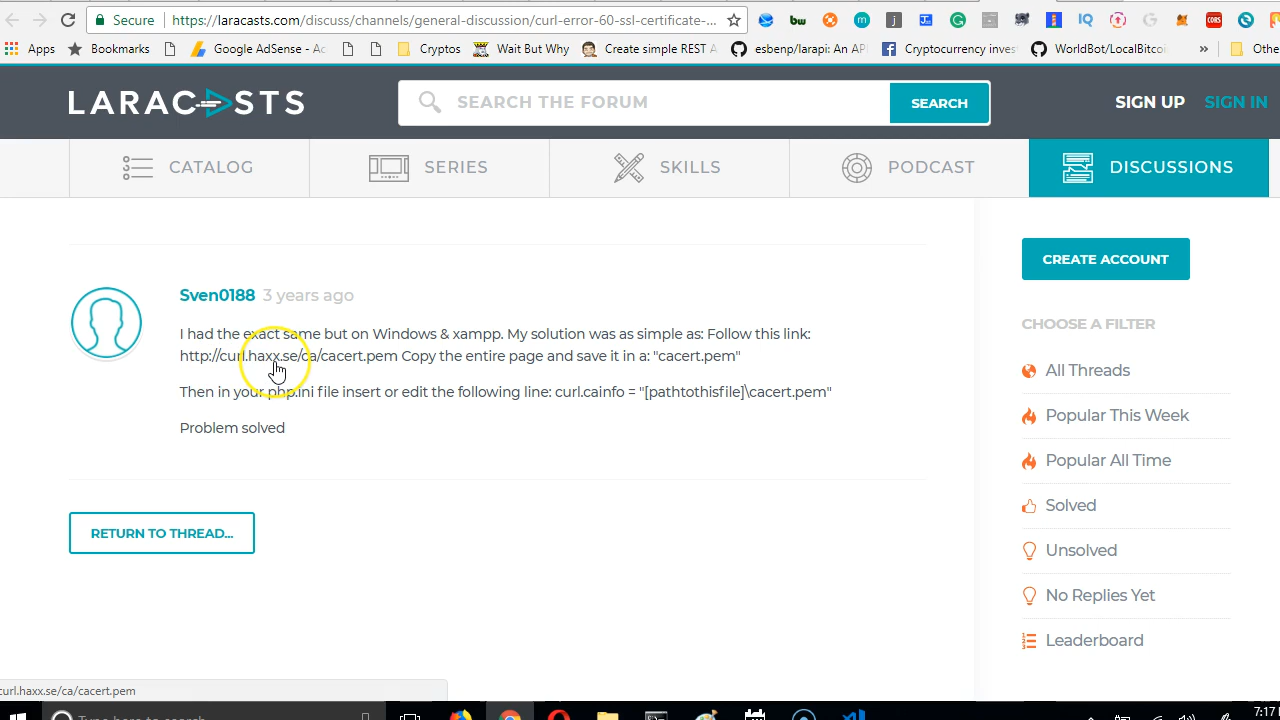 Secure
https://laracasts.com/discuss/channels/general-discussion/curl-error-60-ssl-certificate-...
Apps
Bookmarks
Google AdSense - Ac
Crypto
Wait But Why
Create simple REST A
esbenp/larapi: An AP
Cryptocurrency inves
WorldBot/LocalBitcoi
»
Othe
LARACASTS
SEARCH THE FORUM
SEARCH
SIGN UP
SIGN IN
CATALOG
SERIES
SKILLS
PODCAST
DISCUSSIONS
Sven0188 3 years ago
I had the exact same but on Windows & xampp. My solution was as simple as: Follow this link:
http://curl.haxx.se/ca/cacert.pem Copy the entire page and save it in a: "cacert.pem"
Then in your php.ini file insert or edit the following line: curl.cainfo = "[pathtothisfile]\cacert.pem"
Problem solved
RETURN TO THREAD...
CREATE ACCOUNT
CHOOSE A FILTER
All Threads
Popular This Week
Popular All Time
Solved
Unsolved
No Replies Yet
Leaderboard
curl.haxx.se/ca/cacert.pem
Type here to search
7:17